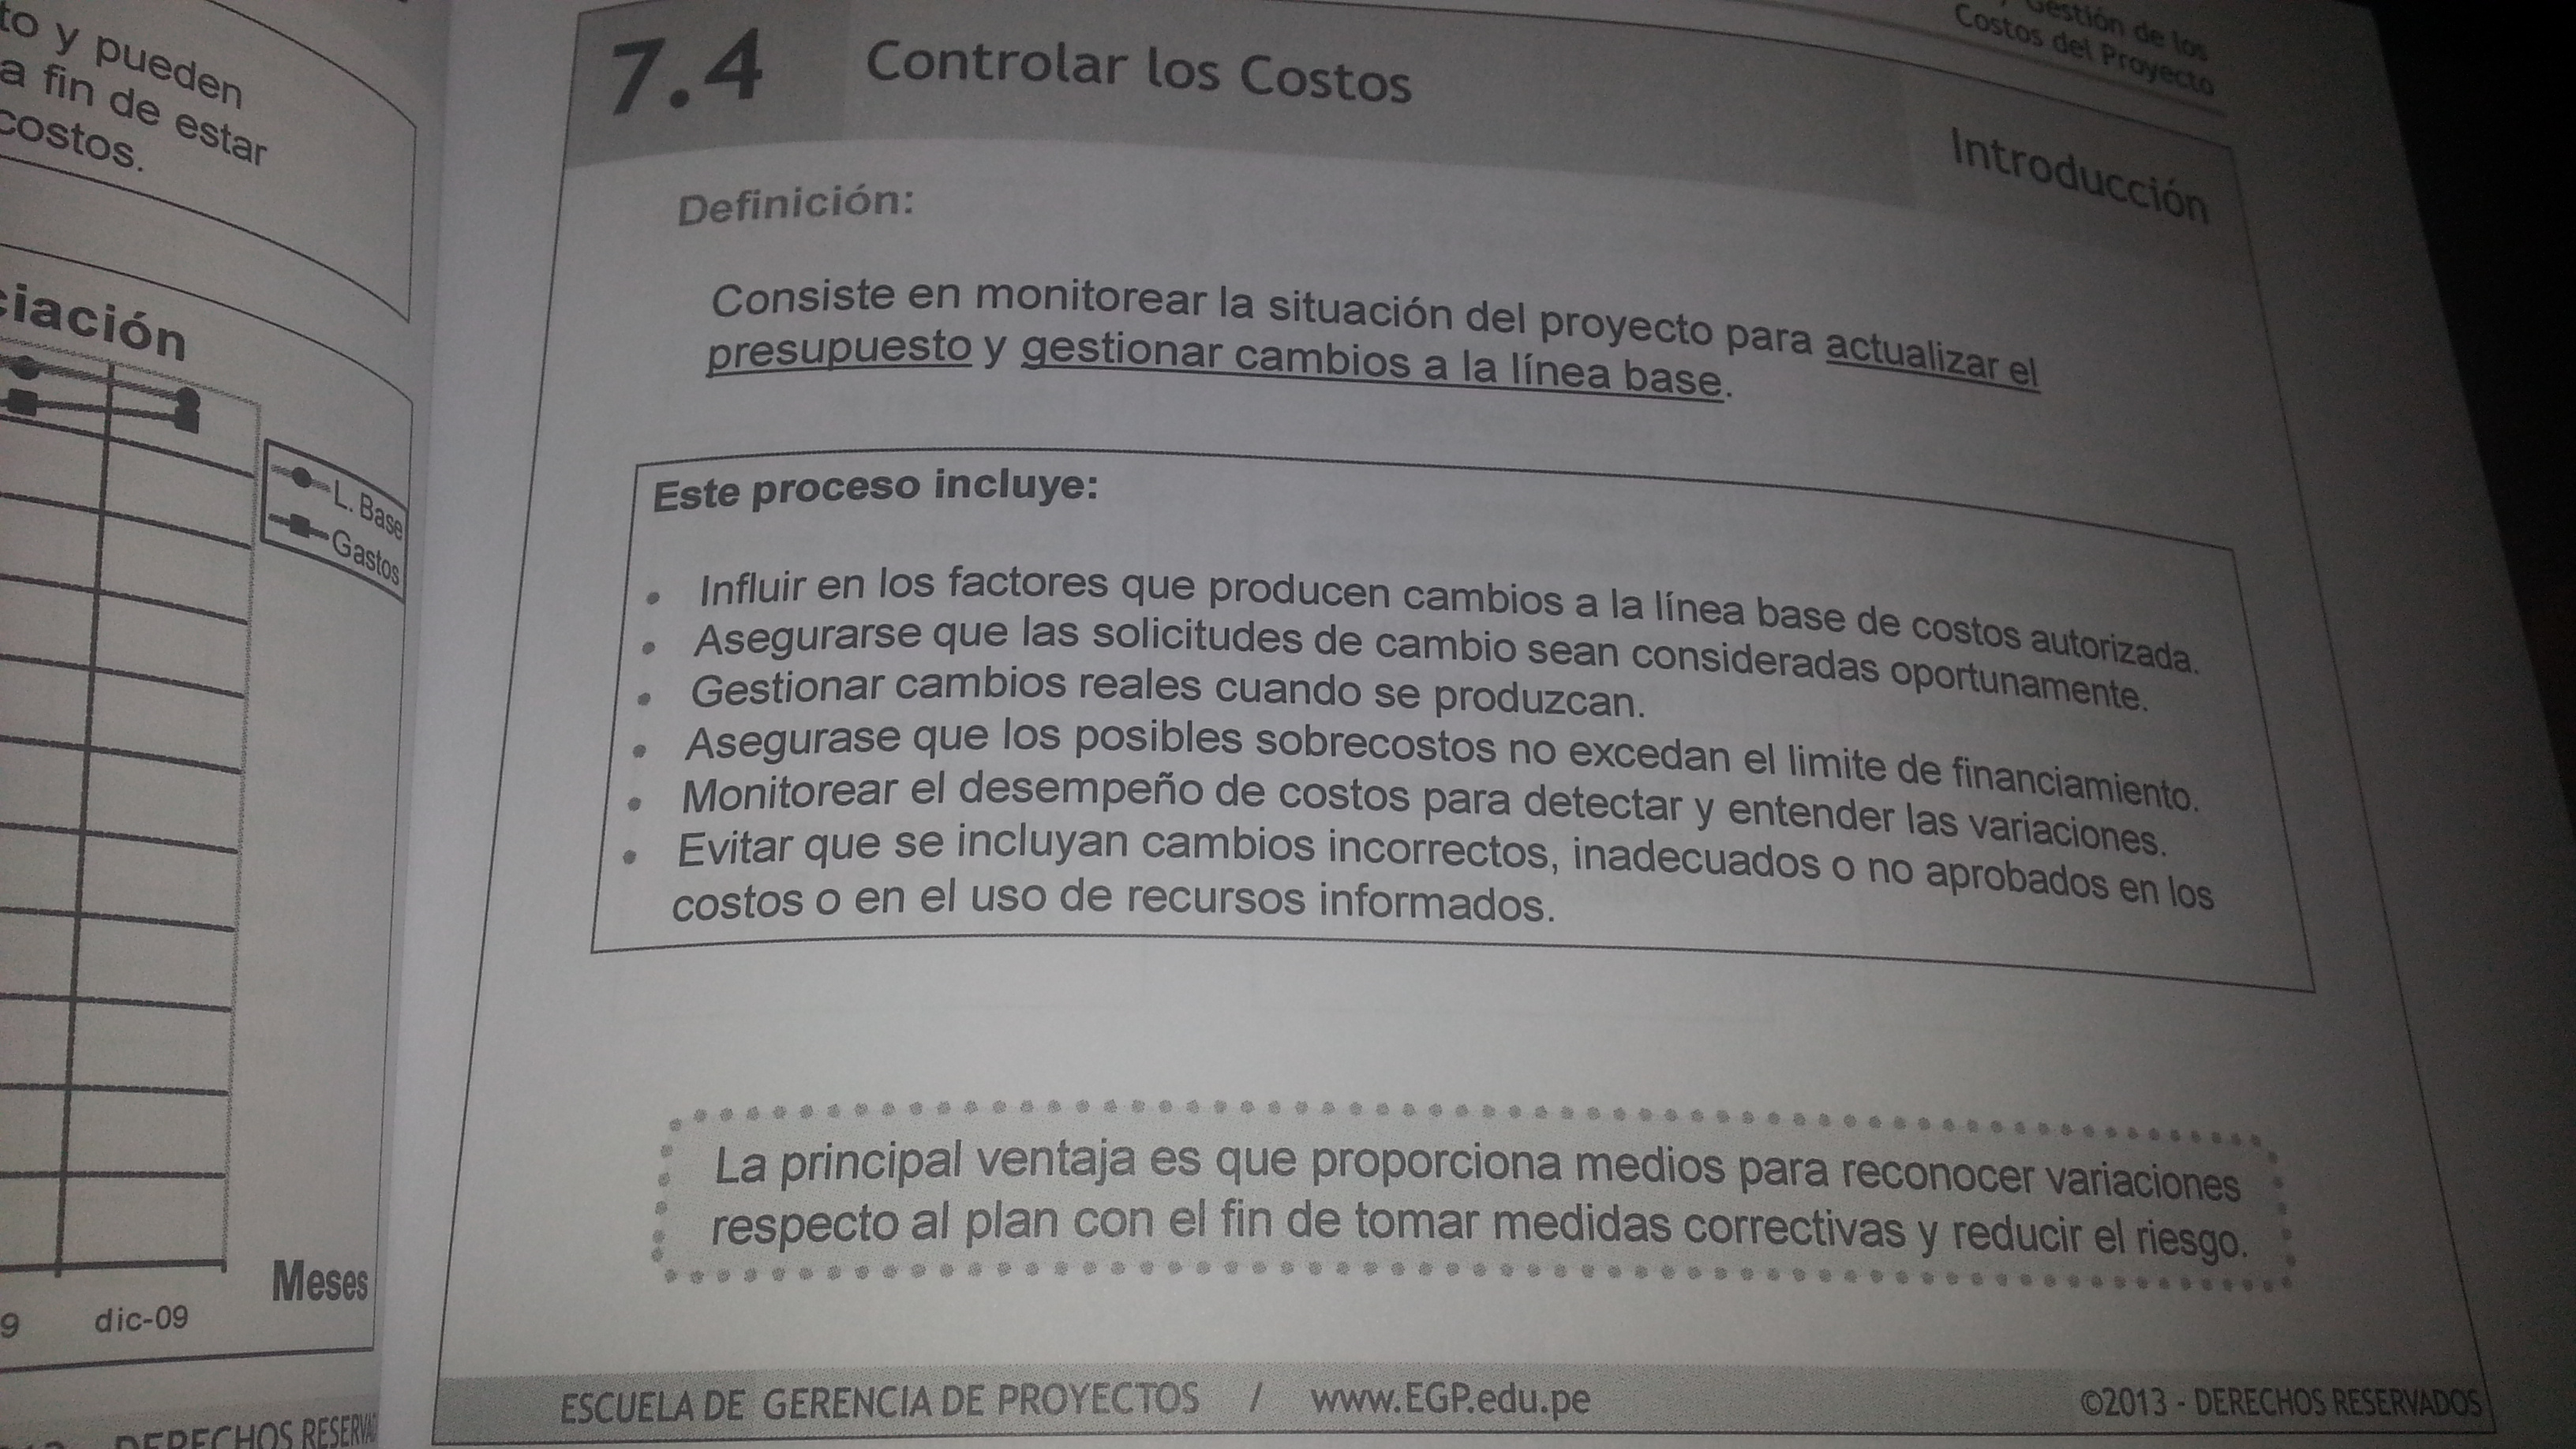 to y pueden
a fin de estar
costos.
ciación
L. Base
Gastos
Meses
9 dic-09
DERECHOS
Gestión de los
Costos del Proyecto
7.4 Controlar los Costos
Introducción
Definición:
Consiste en monitorear la situación del proyecto para actualizar el
presupuesto y gestionar cambios a la línea base.
Este proceso incluye:
• Influir en los factores que producen cambios a la línea base de costos autorizada.
• Asegurarse que las solicitudes de cambio sean consideradas oportunamente.
• Gestionar cambios reales cuando se produzcan.
• Asegurase que los posibles sobrecostos no excedan el limite de financiamiento.
• Monitorear el desempeño de costos para detectar y entender las variaciones.
• Evitar que se incluyan cambios incorrectos, inadecuados o no aprobados en los
costos o en el uso de recursos informados.
La principal ventaja es que proporciona medios para reconocer variaciones
respecto al plan con el fin de tomar medidas correctivas y reducir el riesgo.
ESCUELA DE GERENCIA DE PROYECTOS / www.EGP.edu.pe ©2013 - DERECHOS RESERVADOS